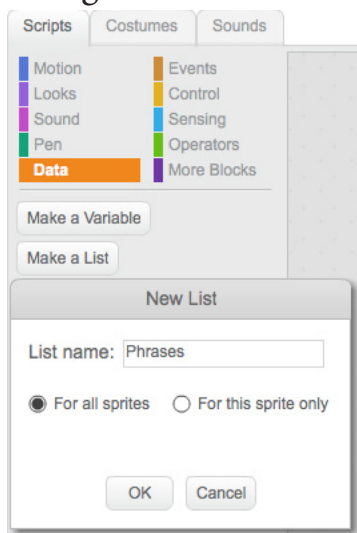 Scripts Costumes Sounds
Motion Events
Looks Control
Sound Sensing
Pen Operators
Data More Blocks
Make a Variable
Make a List
New List
List name: Phrases
For all sprites For this sprite only
OK Cancel